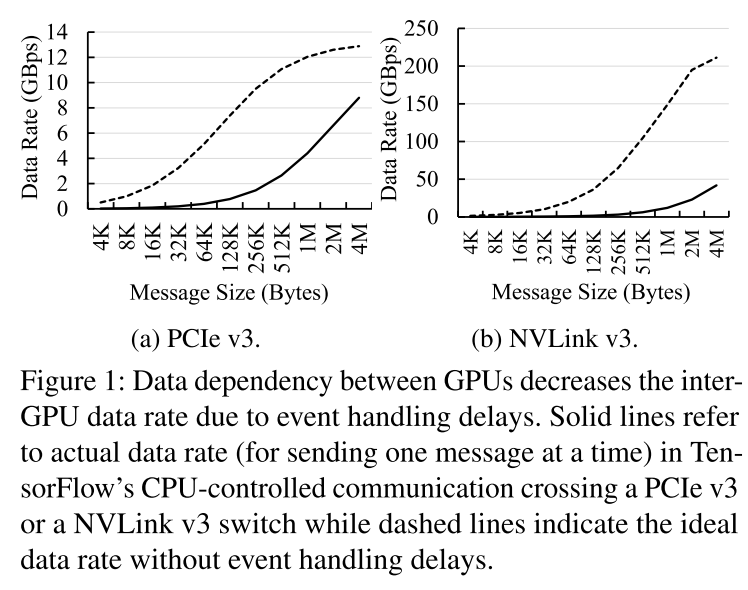 14
12
10
8
6
4
2
0
Data Rate (GBps)
4K
8K
16K
32K
64K
128K
256K
512K
1M
2M
4M
Message Size (Bytes)
(a) PCIe v3.
250
200
150
100
50
0
Data Rate (GBps)
4K
8K
16K
32K
64K
128K
256K
512K
1M
2M
4M
Message Size (Bytes)
(b) NVLink v3.
Figure 1: Data dependency between GPUs decreases the inter-
GPU data rate due to event handling delays. Solid lines refer
to actual data rate (for sending one message at a time) in Ten-
sorFlow's CPU-controlled communication crossing a PCIe v3
or a NVLink v3 switch while dashed lines indicate the ideal
data rate without event handling delays.